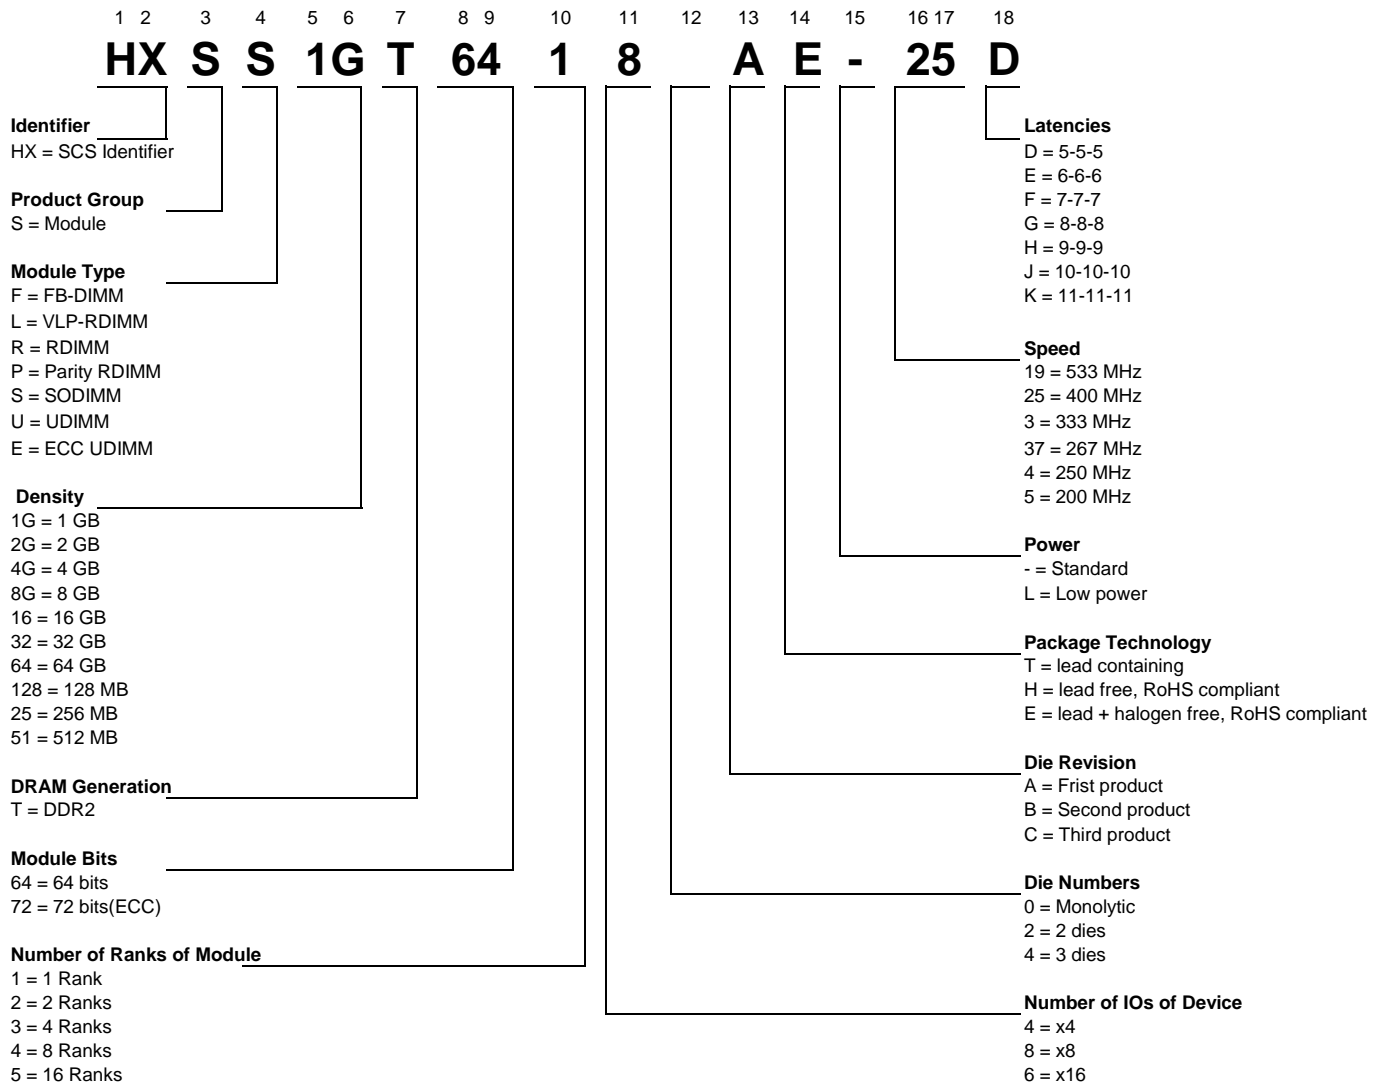 1 2 3 4 5 6 7 8 9 10 11 12 13 14 15 16 17 18
HX S S 1G T 64 1 8 A E - 25 D
Identifier
HX = SCS Identifier
Product Group
S = Module
Module Type
F = FB-DIMM
L = VLP-RDIMM
R = RDIMM
P = Parity RDIMM
S = SODIMM
U = UDIMM
E = ECC UDIMM
Density
1G = 1 GB
2G = 2 GB
4G = 4 GB
8G = 8 GB
16 = 16 GB
32 = 32 GB
64 = 64 GB
128 = 128 MB
25 = 256 MB
51 = 512 MB
DRAM Generation
T = DDR2
Module Bits
64 = 64 bits
72 = 72 bits(ECC)
Number of Ranks of Module
1 = 1 Rank
2 = 2 Ranks
3 = 4 Ranks
4 = 8 Ranks
5 = 16 Ranks
Latencies
D = 5-5-5
E = 6-6-6
F = 7-7-7
G = 8-8-8
H = 9-9-9
J = 10-10-10
K = 11-11-11
Speed
19 = 533 MHz
25 = 400 MHz
3 = 333 MHz
37 = 267 MHz
4 = 250 MHz
5 = 200 MHz
Power
- = Standard
L = Low power
Package Technology
T = lead containing
H = lead free, RoHS compliant
E = lead + halogen free, RoHS compliant
Die Revision
A = Frist product
B = Second product
C = Third product
Die Numbers
0 = Monolytic
2 = 2 dies
4 = 3 dies
Number of IOs of Device
4 = x4
8 = x8
6 = x16